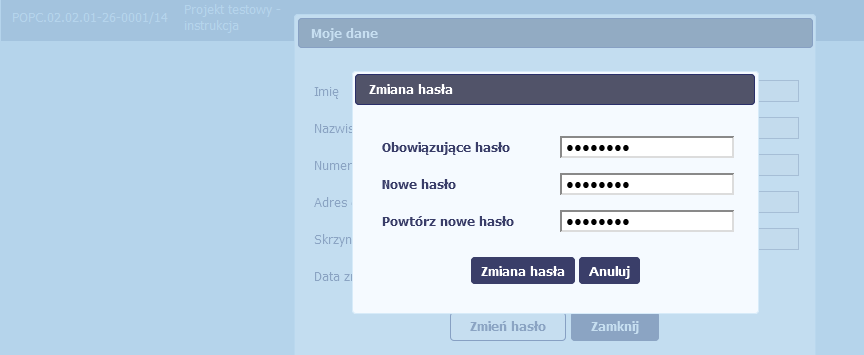 POPC.02.02.01-26-0001/14
Projekt testowy -
instrukcja
Moje dane
Imię
Zmiana hasła
Obowiązujące hasło ••••••••
Nowe hasło ••••••••
Powtórz nowe hasło ••••••••
Zmiana hasła Anuluj
Zmień hasło Zamknij